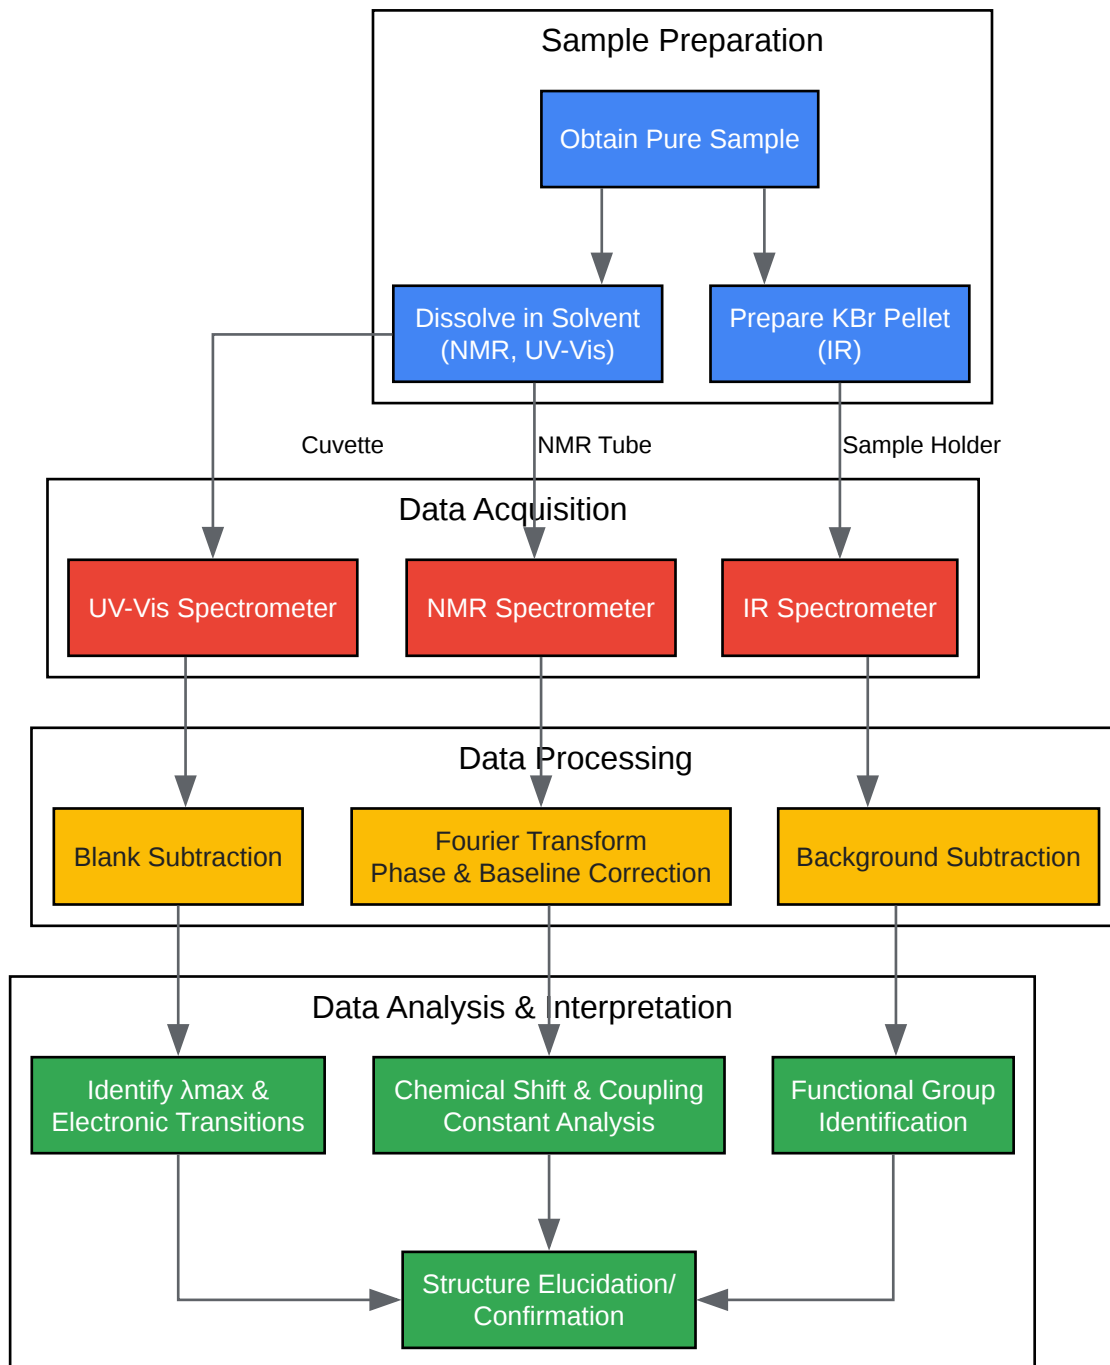 Sample Preparation
Obtain Pure Sample
Dissolve in Solvent
(NMR, UV-Vis)
Prepare KBr Pellet
(IR)
Cuvette
NMR Tube
Sample Holder
Data Acquisition
UV-Vis Spectrometer
NMR Spectrometer
IR Spectrometer
Data Processing
Blank Subtraction
Fourier Transform
Phase & Baseline Correction
Background Subtraction
Data Analysis & Interpretation
Identify λmax &
Electronic Transitions
Chemical Shift & Coupling
Constant Analysis
Functional Group
Identification
Structure Elucidation/
Confirmation